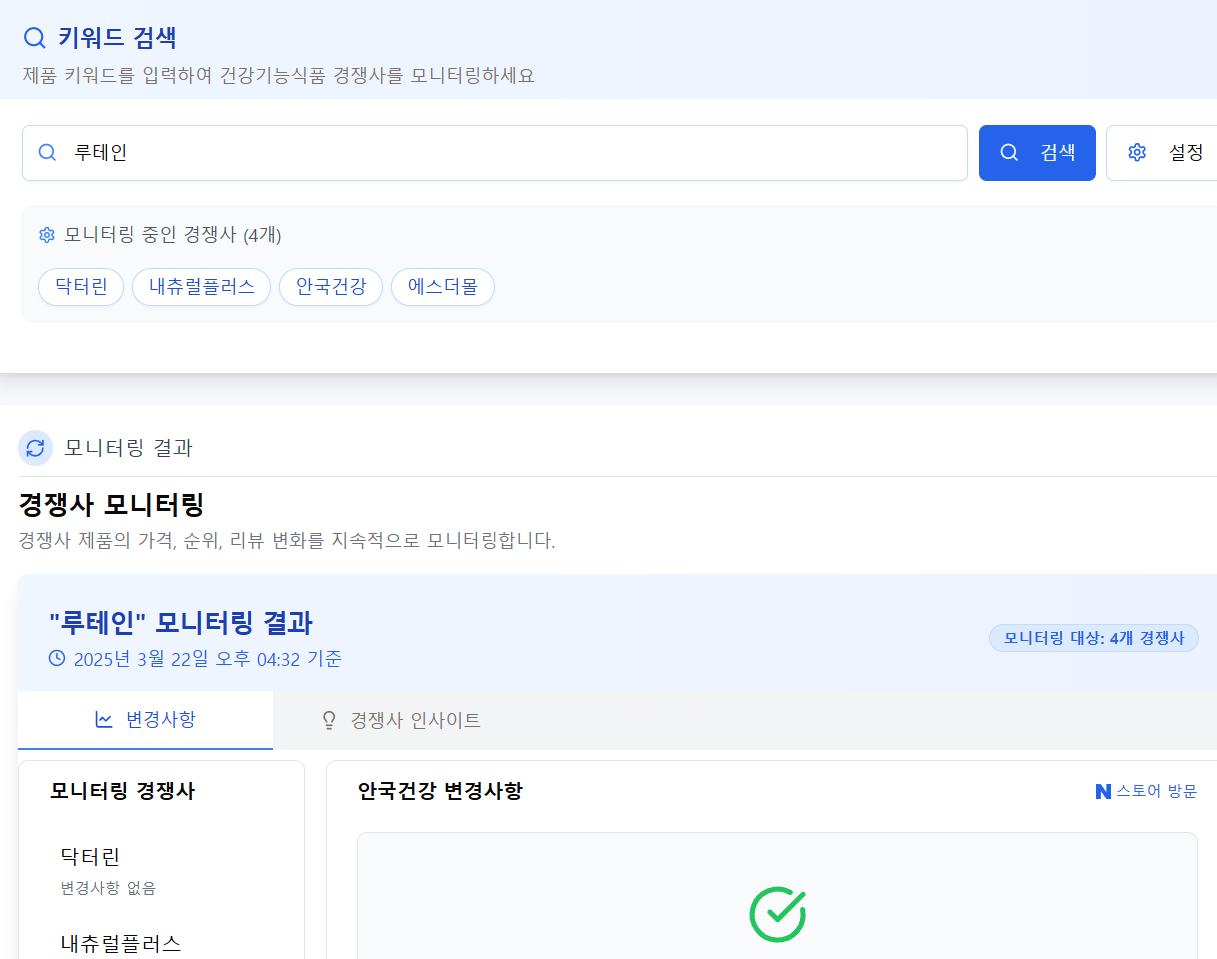 키워드 검색
제품 키워드를 입력하여 건강기능식품 경쟁사를 모니터링하세요
루테인
검색
설정
모니터링 중인 경쟁사 (4개)
닥터린
내츄럴플러스
안국건강
에스더몰
모니터링 결과
경쟁사 모니터링
경쟁사 제품의 가격, 순위, 리뷰 변화를 지속적으로 모니터링합니다.
"루테인" 모니터링 결과
모니터링 대상: 4개 경쟁사
2025년 3월 22일 오후 04:32 기준
변경사항
경쟁사 인사이트
모니터링 경쟁사
안국건강 변경사항
N 스토어 방문
닥터린
변경사항 없음
내츄럴플러스